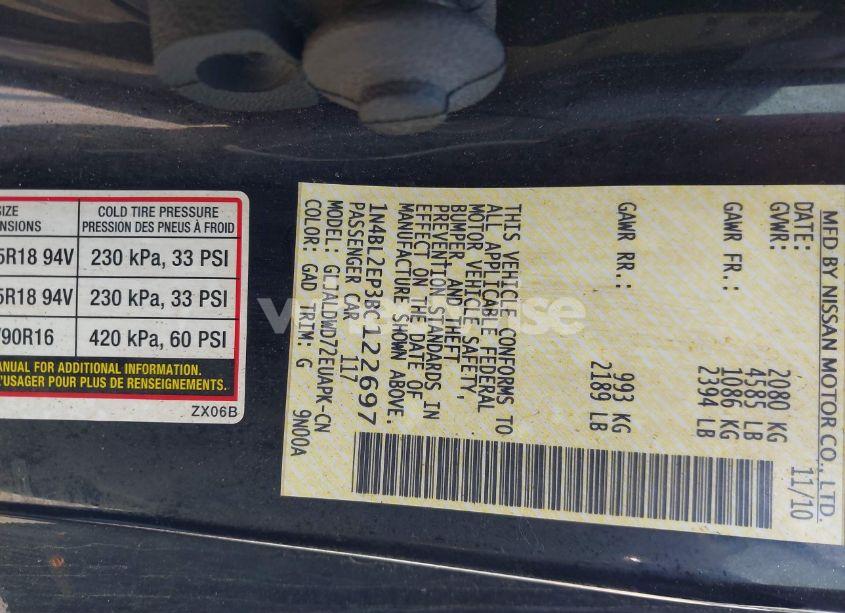 SIZE
NSIONS
COLD TIRE PRESSURE
PRESSION DES PNEUS À FROID
5R18 94V
230 kPa, 33 PSI
5R18 94V
230 kPa, 33 PSI
/90R16
420 kPa, 60 PSI
ANUAL FOR ADDITIONAL INFORMATION.
L'USAGER POUR PLUS DE RENSEIGNEMENTS.
ZX06B
MFD BY NISSAN MOTOR CO., LTD.
DATE: 11/10
GVWR: 2080 KG
4585 LB
GAWR FR.: 1086 KG
2394 LB
GAWR RR.: 993 KG
2189 LB
THIS VEHICLE CONFORMS TO
ALL APPLICABLE FEDERAL
MOTOR VEHICLE SAFETY,
BUMPER, AND THEFT
PREVENTION STANDARDS IN
EFFECT ON THE DATE OF
MANUFACTURE SHOWN ABOVE.
1N4BL2EP3BC122697
PASSENGER CAR 117
MODEL: GLJALDWD72EUAPK-CN
COLOR: GAD TRIM: G 9N00A